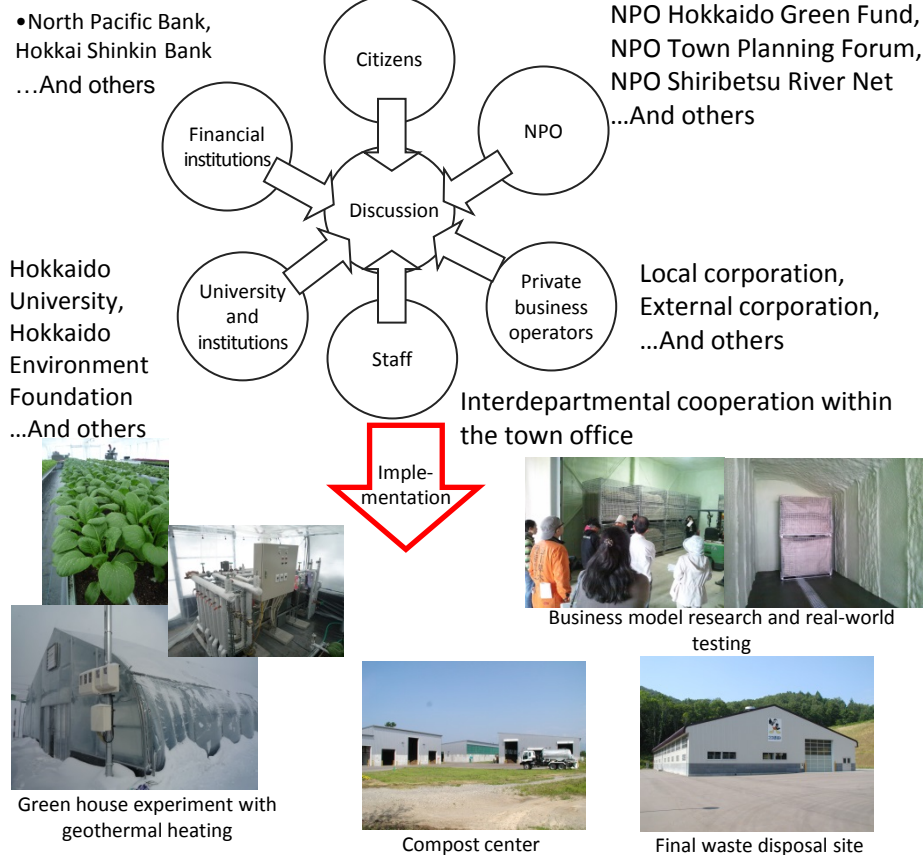 •North Pacific Bank,
Hokkai Shinkin Bank
…And others
Citizens
NPO Hokkaido Green Fund,
NPO Town Planning Forum,
NPO Shiribetsu River Net
…And others
Financial
institutions
NPO
Discussion
Hokkaido
University,
Hokkaido
Environment
Foundation
…And others
University
and
institutions
Staff
Private
business
operators
Local corporation,
External corporation,
…And others
Interdepartmental cooperation within
the town office
Imple-
mentation
Business model research and real-world
testing
Green house experiment with
geothermal heating
Compost center
Final waste disposal site